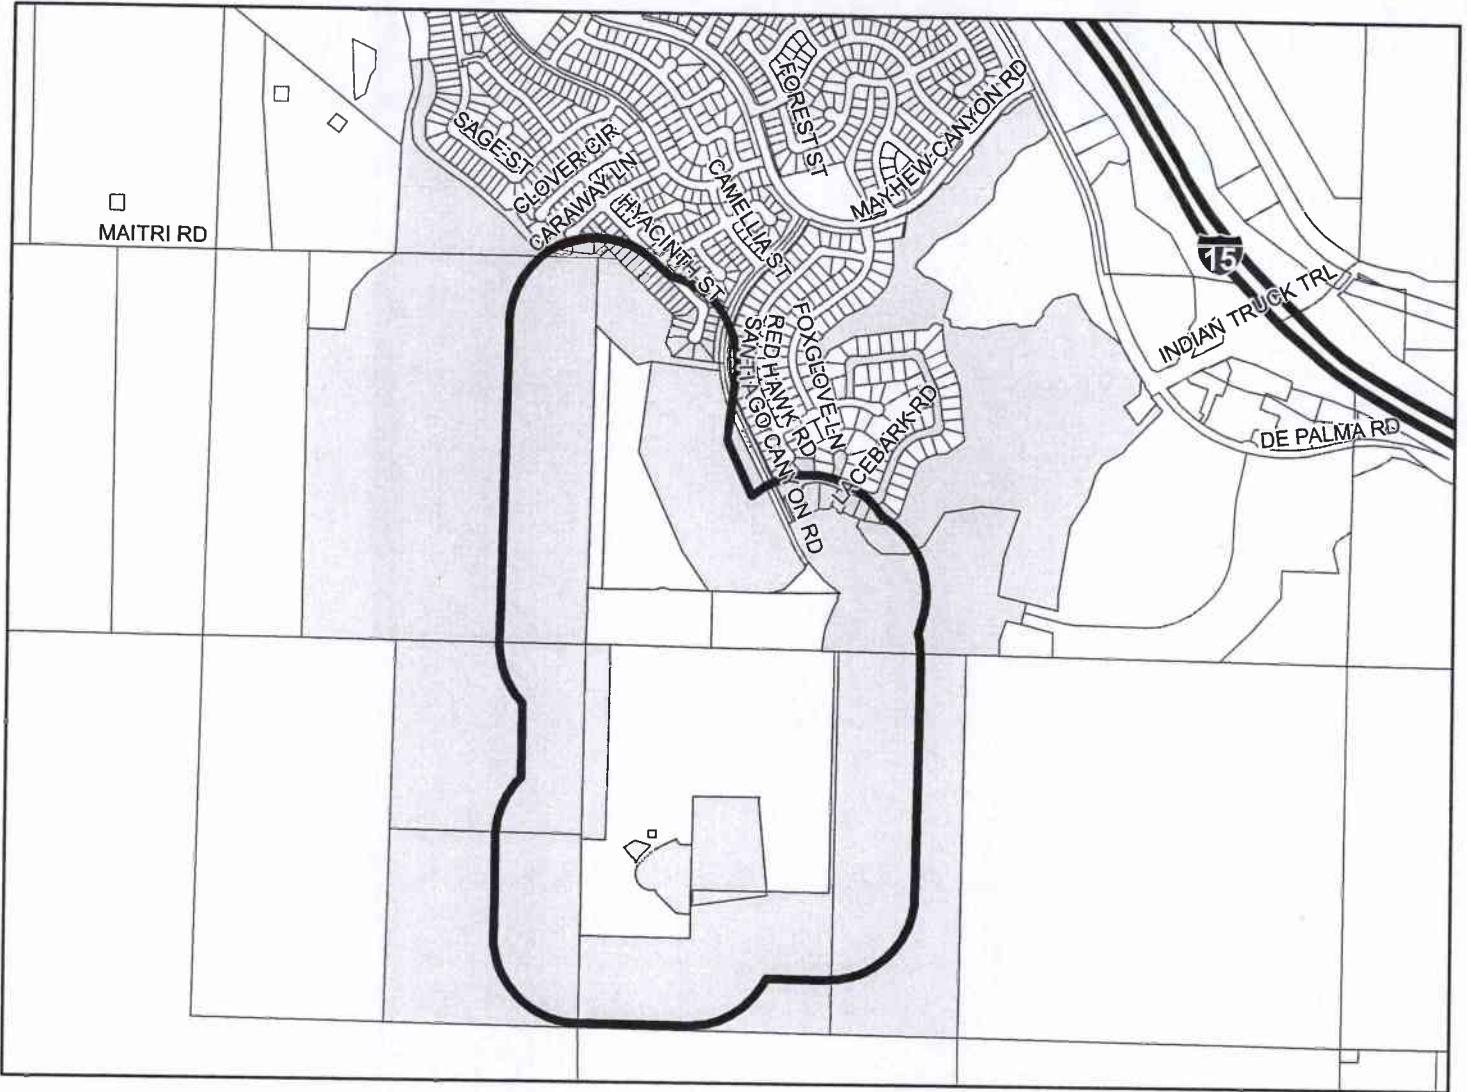 FOREST ST
MAYHEW CANYON RD
SAGE ST
CLOVER CIR
CARAWAY LN
CAMELLIA ST
HYACINTH ST
MAITRI RD
15
INDIAN TRUCK TRL
FOXGLOVE LN
RED HAWK RD
SANTIAGO CANYON RD
LACEBARK RD
DE PALMA RD